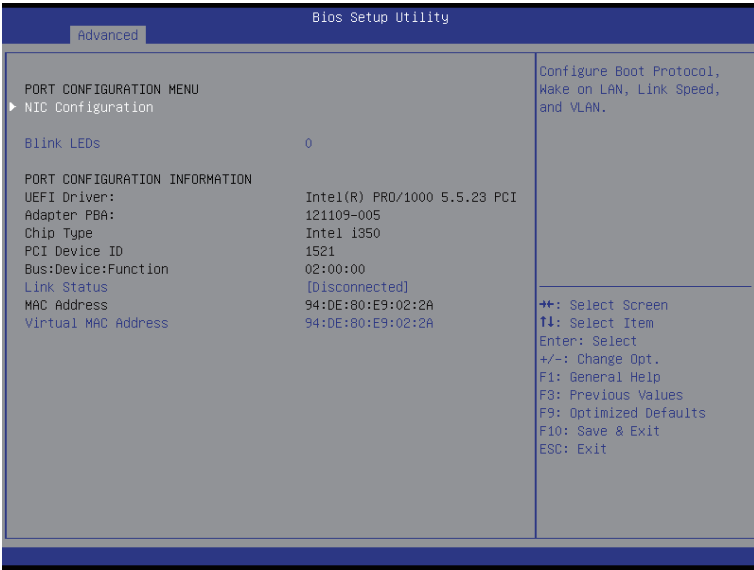 Bios Setup Utility
Advanced
PORT CONFIGURATION MENU
NIC Configuration
Blink LEDs 0
PORT CONFIGURATION INFORMATION
UEFI Driver: Intel(R) PRO/1000 5.5.23 PCI
Adapter PBA: 121109-005
Chip Type Intel i350
PCI Device ID 1521
Bus:Device:Function 02:00:00
Link Status [Disconnected]
MAC Address 94:DE:80:E9:02:2A
Virtual MAC Address 94:DE:80:E9:02:2A
Configure Boot Protocol,
Wake on LAN, Link Speed,
and VLAN.
→←: Select Screen
↑↓: Select Item
Enter: Select
+/-: Change Opt.
F1: General Help
F3: Previous Values
F9: Optimized Defaults
F10: Save & Exit
ESC: Exit